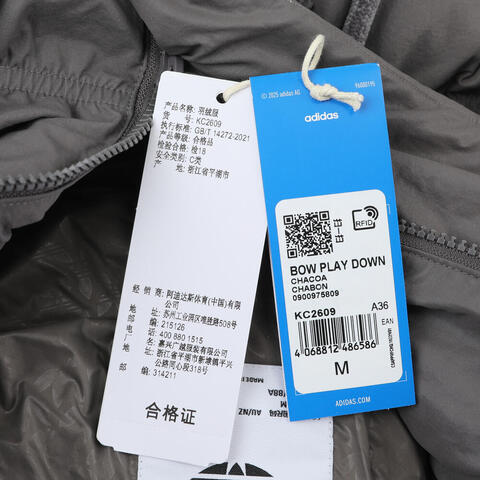 产品名称: 羽绒服
货号: KC2609
执行标准: GB/T 14272-2021
产品等级: 合格品
检验合格: 检18
安全类别: C类
产地: 浙江省平湖市
经销商: 阿迪达斯体育(中国)有限公司
地址: 苏州工业园区唯捷路508号
邮编: 215126
电话: 400 880 1515
制造商: 嘉兴广越服装有限公司
地址: 浙江省平湖市新埭镇平兴公路同心段318号
邮编: 314211
合格证
© 2025 adidas AG
96000195
adidas
RFID
BOW PLAY DOWN
CHACOA
CHABON
0900975809
KC2609
A36
EAN
4 068812 486586
M
ADIDAS.COM
AU/NZ
M